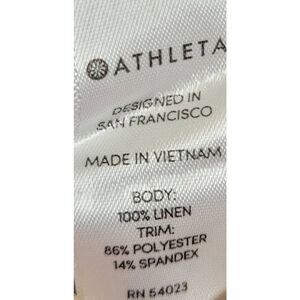 ATHLETA
DESIGNED IN
SAN FRANCISCO
MADE IN VIETNAM
BODY:
100% LINEN
TRIM:
86% POLYESTER
14% SPANDEX
RN 54023